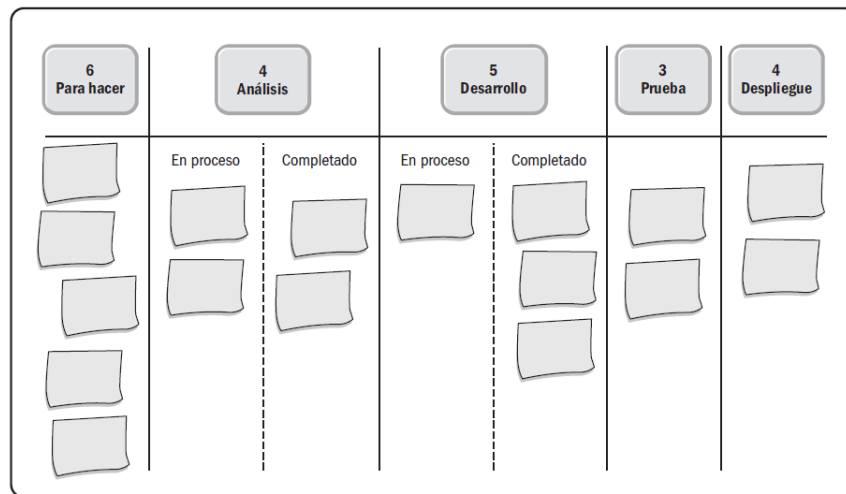 6
Para hacer
4
Análisis
5
Desarrollo
3
Prueba
4
Despliegue
En proceso
Completado
En proceso
Completado